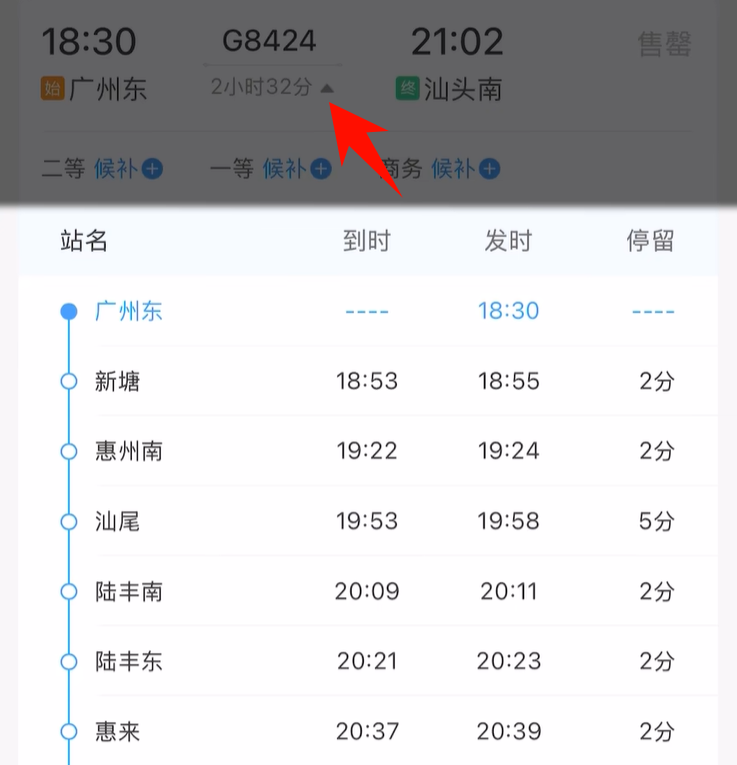 18:30 G8424 21:02 售罄
始 广州东 2小时32分 终 汕头南
二等 候补 一等 候补 商务 候补
站名 到时 发时 停留
广州东 ---- 18:30 ----
新塘 18:53 18:55 2分
惠州南 19:22 19:24 2分
汕尾 19:53 19:58 5分
陆丰南 20:09 20:11 2分
陆丰东 20:21 20:23 2分
惠来 20:37 20:39 2分